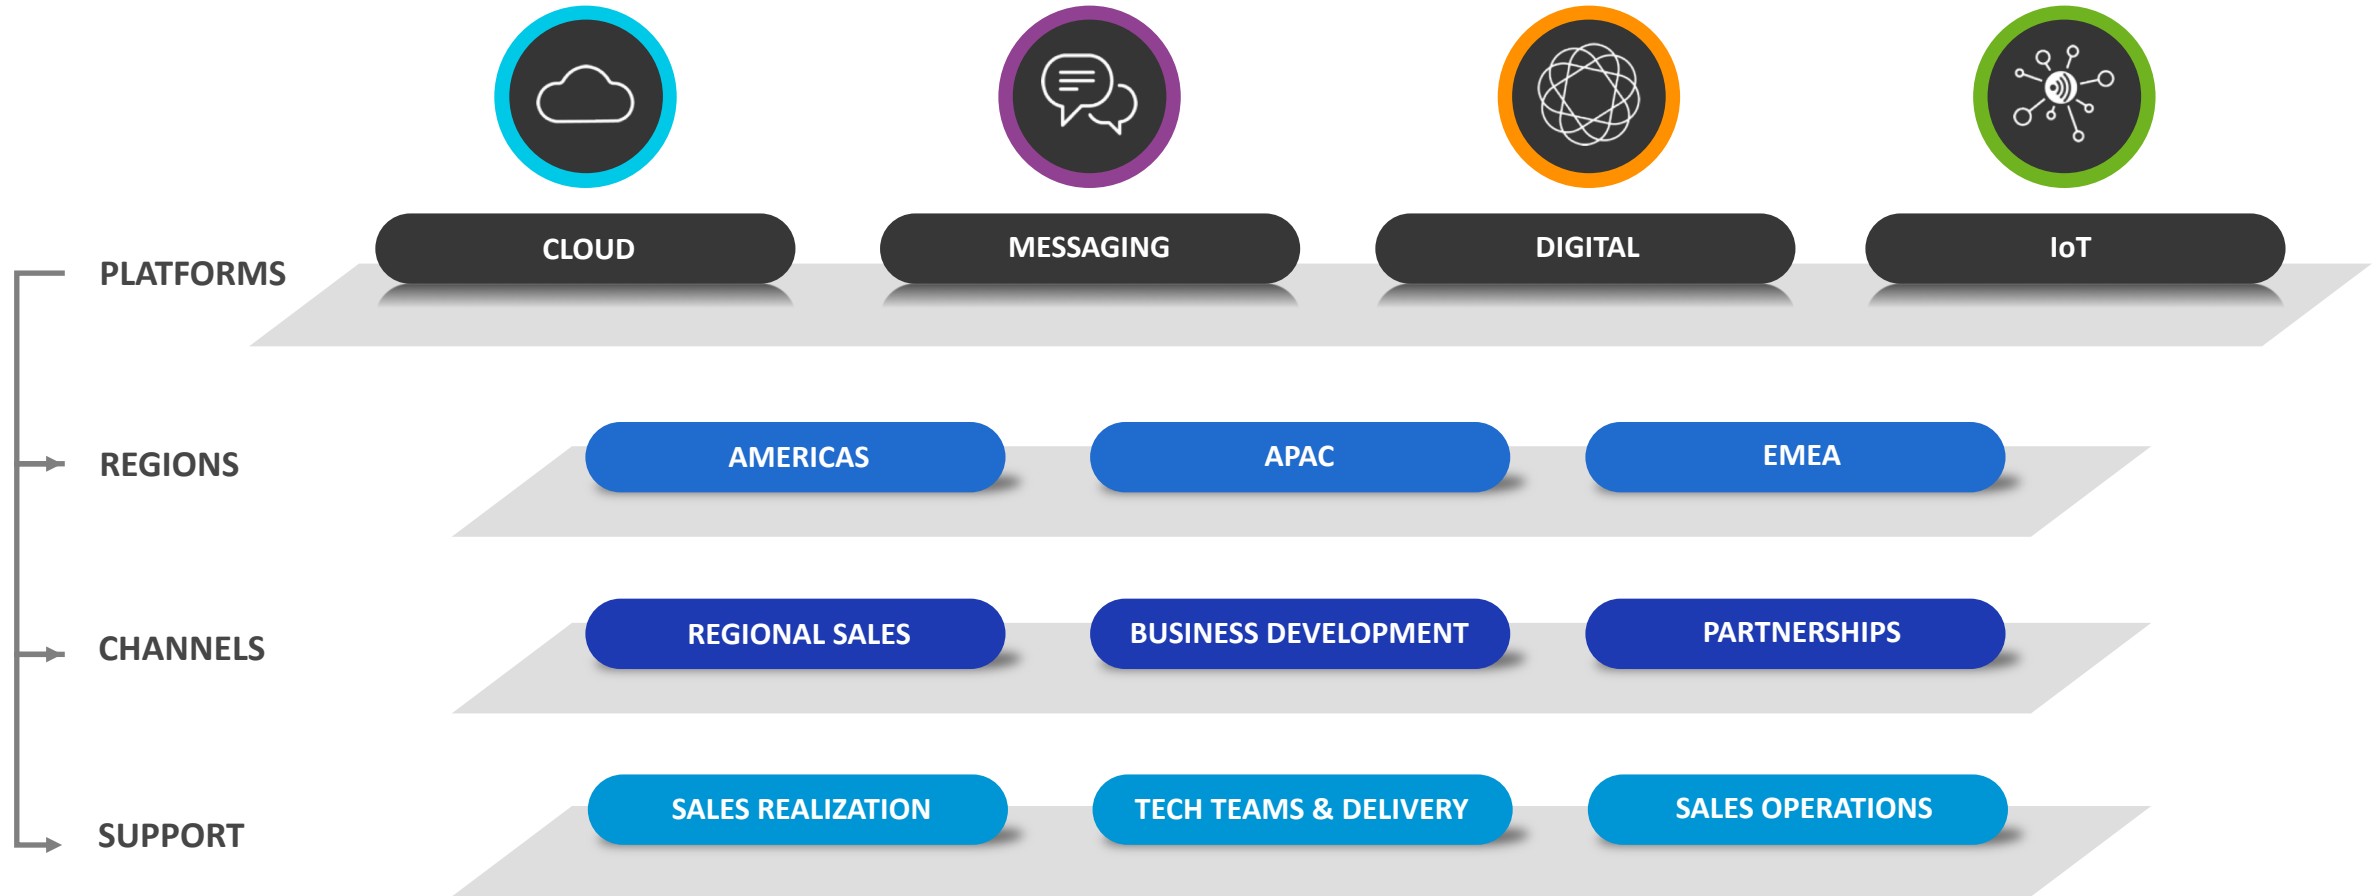 CLOUD
MESSAGING
DIGITAL
IoT
PLATFORMS
REGIONS
AMERICAS
APAC
EMEA
CHANNELS
REGIONAL SALES
BUSINESS DEVELOPMENT
PARTNERSHIPS
SUPPORT
SALES REALIZATION
TECH TEAMS & DELIVERY
SALES OPERATIONS